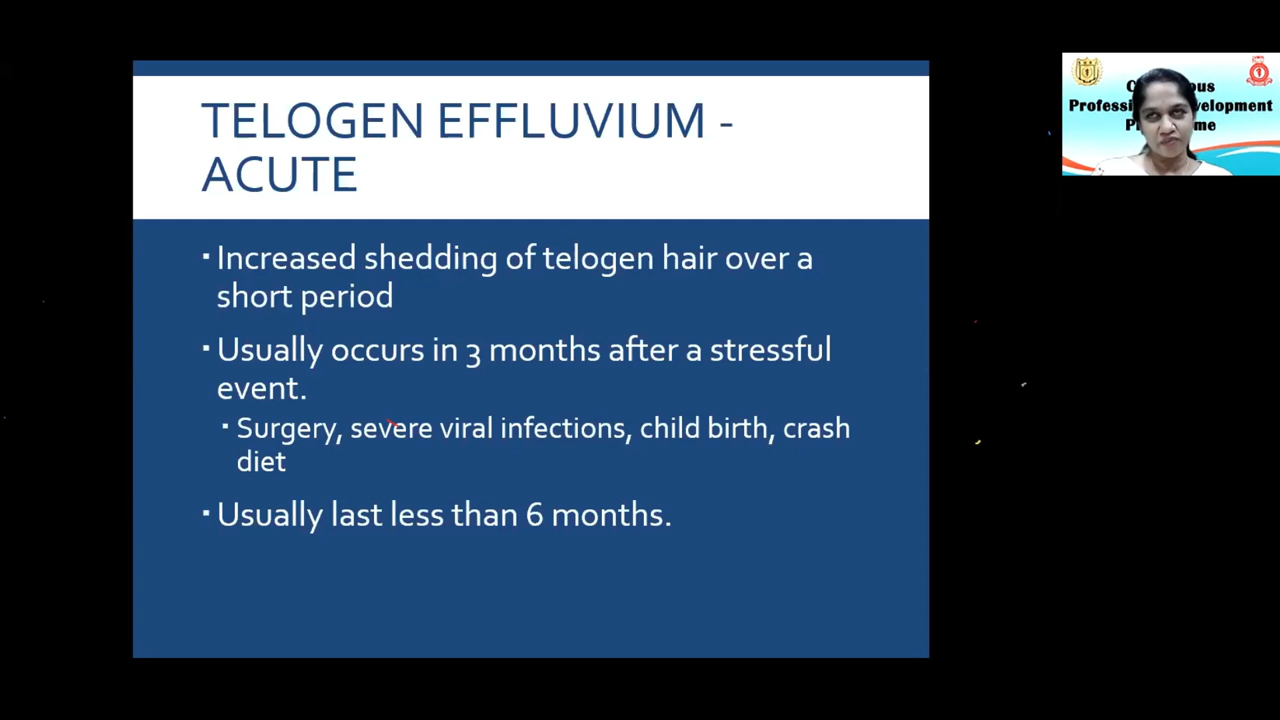 TELOGEN EFFLUVIUM -
ACUTE
▪ Increased shedding of telogen hair over a
short period
▪ Usually occurs in 3 months after a stressful
event.
▪ Surgery, severe viral infections, child birth, crash
diet
▪ Usually last less than 6 months.